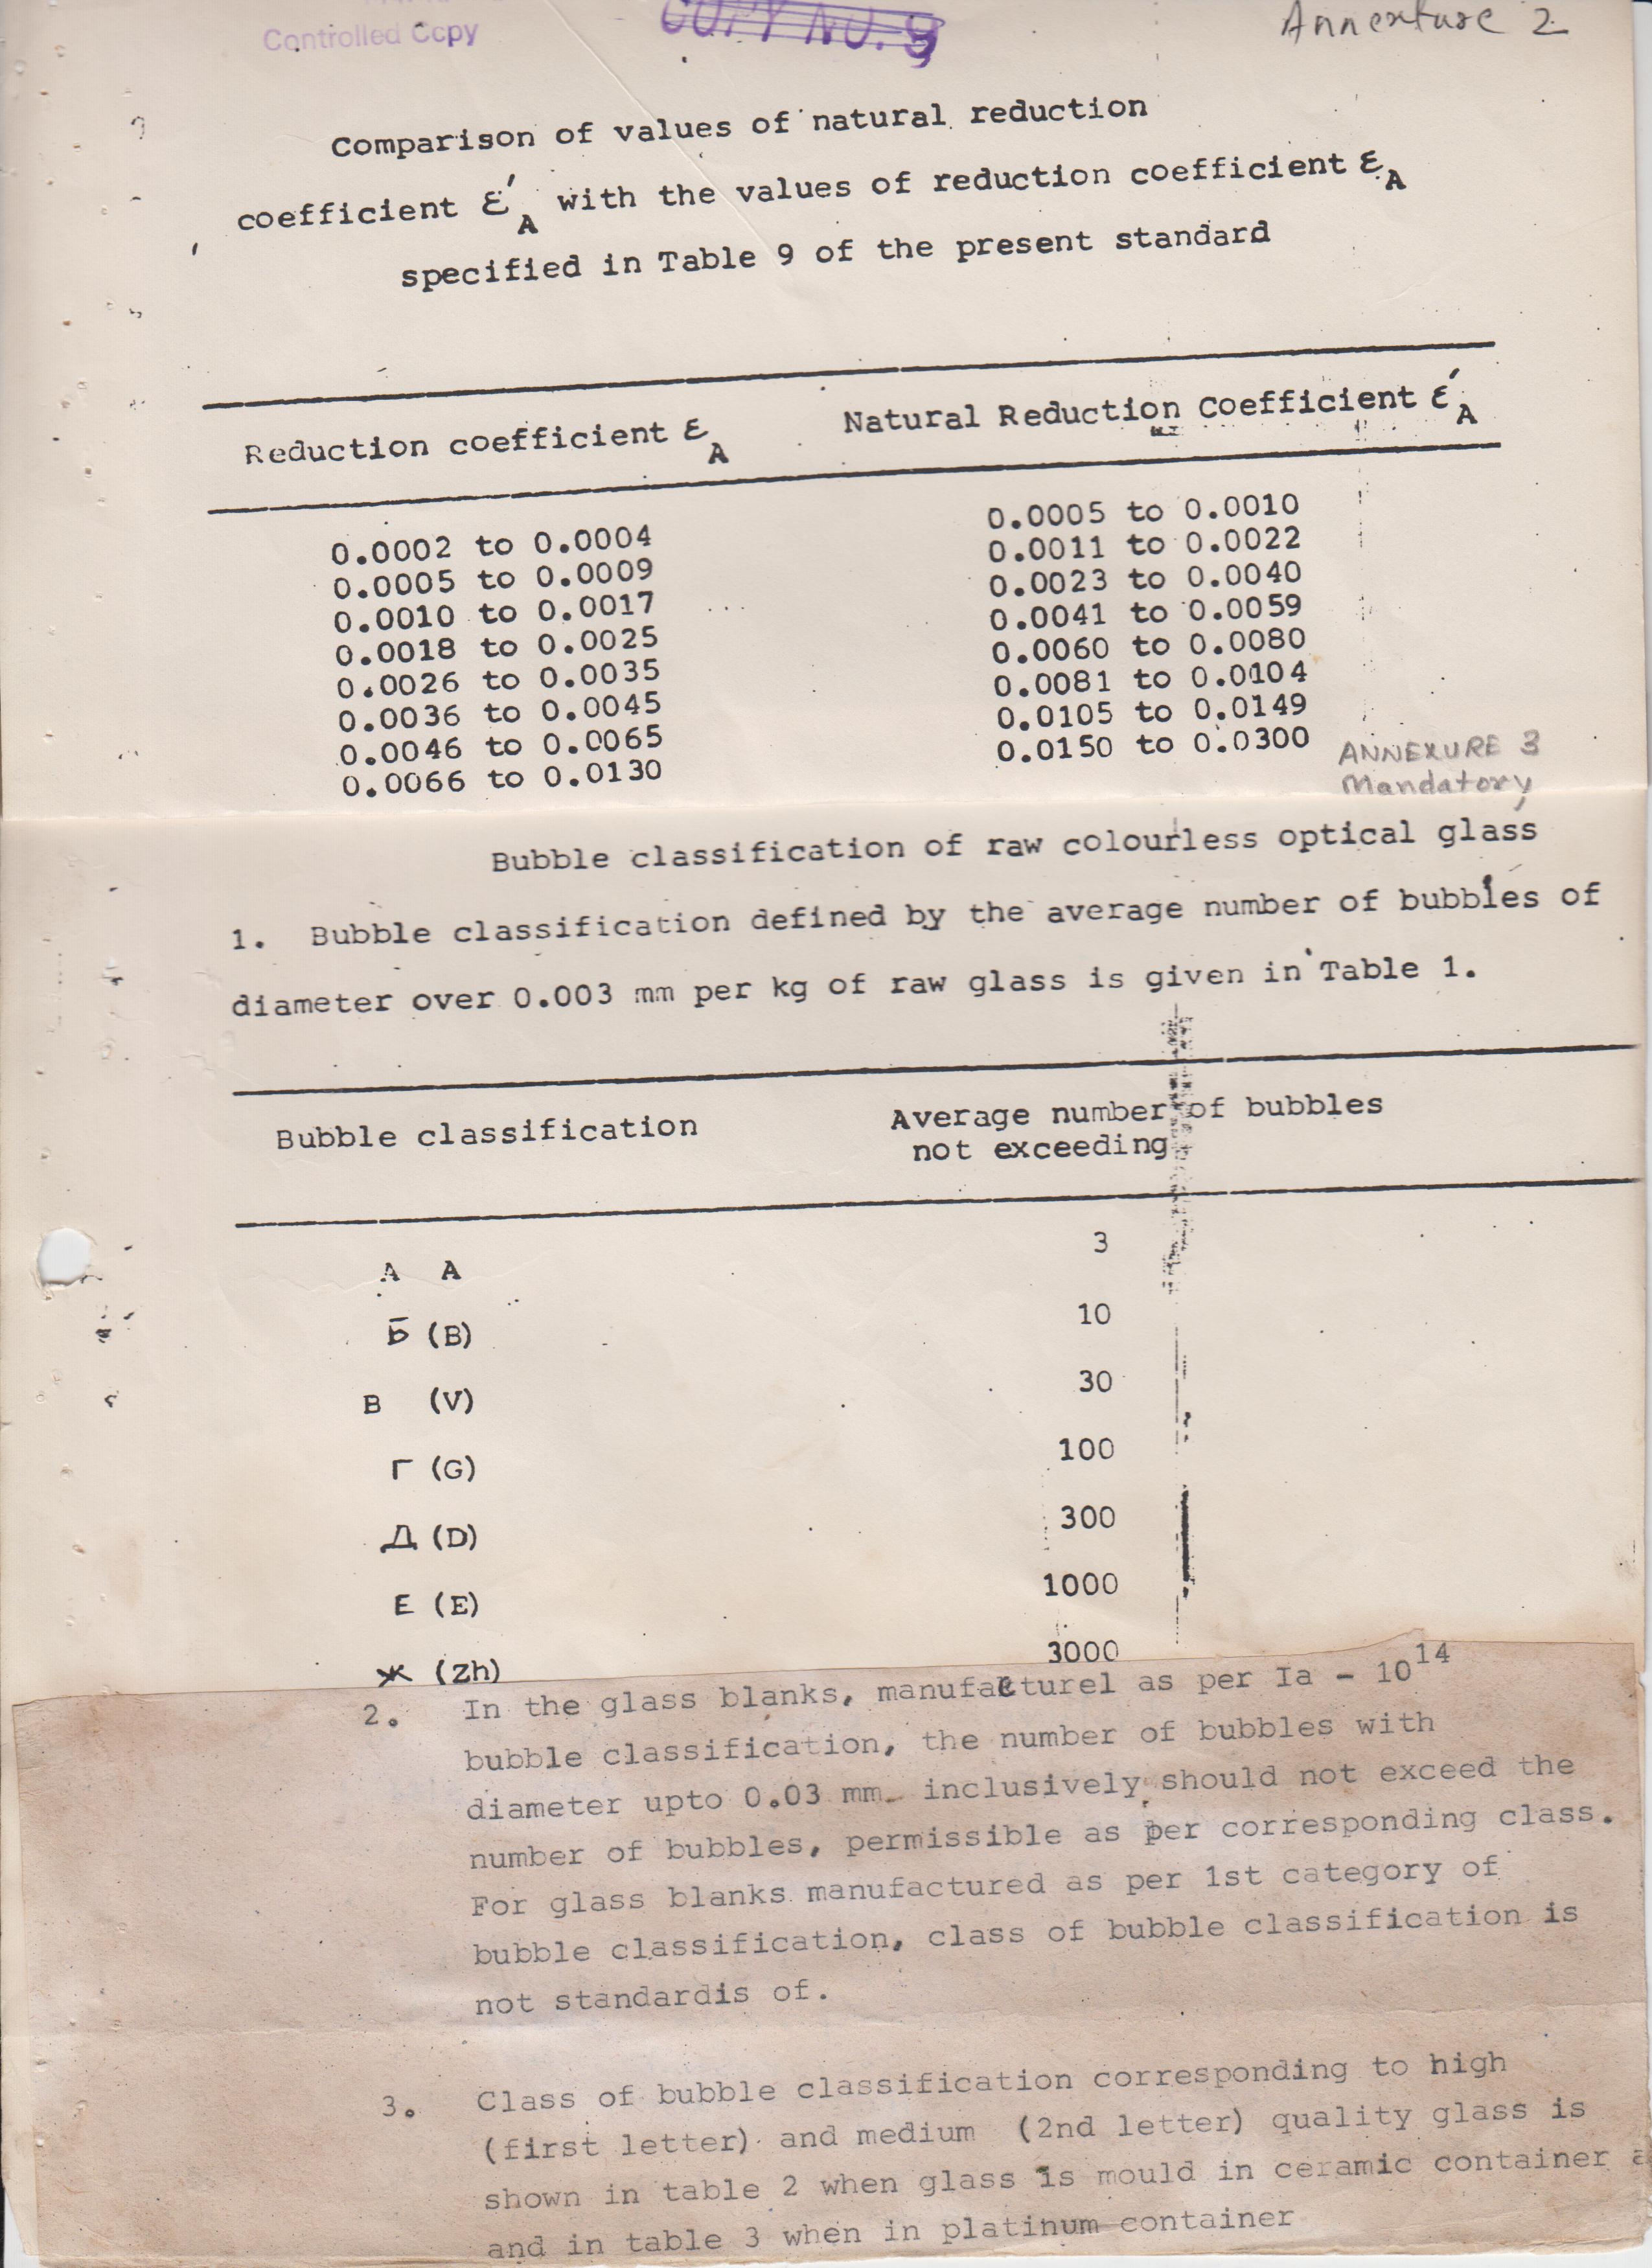 Controlled Copy
COPY NO. 9
Annexture 2
Comparison of values of natural reduction
coefficient Ɛ′A with the values of reduction coefficient ƐA
specified in Table 9 of the present standard
Reduction coefficient ƐA Natural Reduction Coefficient Ɛ′A
0.0002 to 0.0004 0.0005 to 0.0010
0.0005 to 0.0009 0.0011 to 0.0022
0.0010 to 0.0017 0.0023 to 0.0040
0.0018 to 0.0025 0.0041 to 0.0059
0.0026 to 0.0035 0.0060 to 0.0080
0.0036 to 0.0045 0.0081 to 0.0104
0.0046 to 0.0065 0.0105 to 0.0149
0.0066 to 0.0130 0.0150 to 0.0300
ANNEXURE 3
Mandatory
Bubble classification of raw colourless optical glass
1. Bubble classification defined by the average number of bubbles of
diameter over 0.003 mm per kg of raw glass is given in Table 1.
Bubble classification Average number of bubbles
not exceeding
A A 3
Б (B) 10
В (V) 30
Г (G) 100
Д (D) 300
E (E) 1000
Ж (Zh) 3000
2. In the glass blanks, manufacturel as per Ia - 10¹⁴
bubble classification, the number of bubbles with
diameter upto 0.03 mm. inclusively should not exceed the
number of bubbles, permissible as per corresponding class.
For glass blanks manufactured as per 1st category of
bubble classification, class of bubble classification is
not standardis of.
3. Class of bubble classification corresponding to high
(first letter) and medium (2nd letter) quality glass is
shown in table 2 when glass is mould in ceramic container
and in table 3 when in platinum container